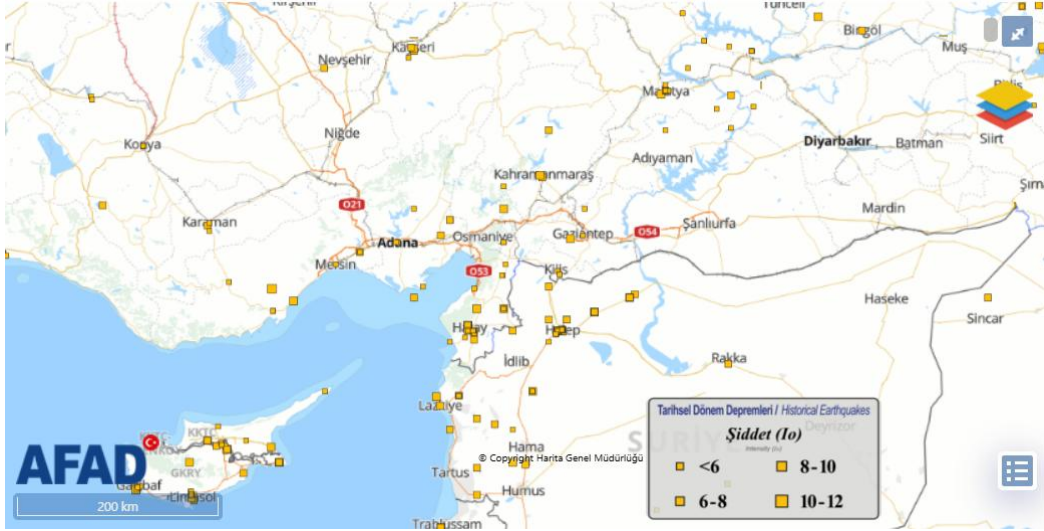 Kırşehir
Tunceli
Bingöl
Muş
Nevşehir
Kayseri
Malatya
Bitlis
Konya
Niğde
Diyarbakır
Batman
Siirt
Adıyaman
Kahramanmaraş
Karaman
O21
Mardin
Şanlıurfa
Adana
Osmaniye
Gaziantep
O54
Mersin
O53
Kilis
Haseke
Sincar
Hatay
Halep
İdlib
Rakka
Lazkiye
Tarihsel Dönem Depremleri / Historical Earthquakes
Deyrizor
Şiddet (Io)
SURİYE
Intensity (Io)
KKTC
Hama
© Copyright Harita Genel Müdürlüğü
<6
8-10
AFAD
GKRY
Tartus
6-8
10-12
Humus
Limasol
200 km
Trablussam